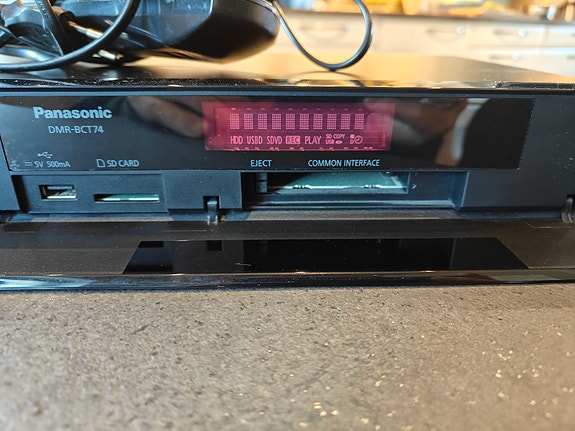 Panasonic
DMR-BCT74
HDD USBD SDVD REC PLAY SD COPY
USB
5V 500mA
SD CARD
EJECT
COMMON INTERFACE